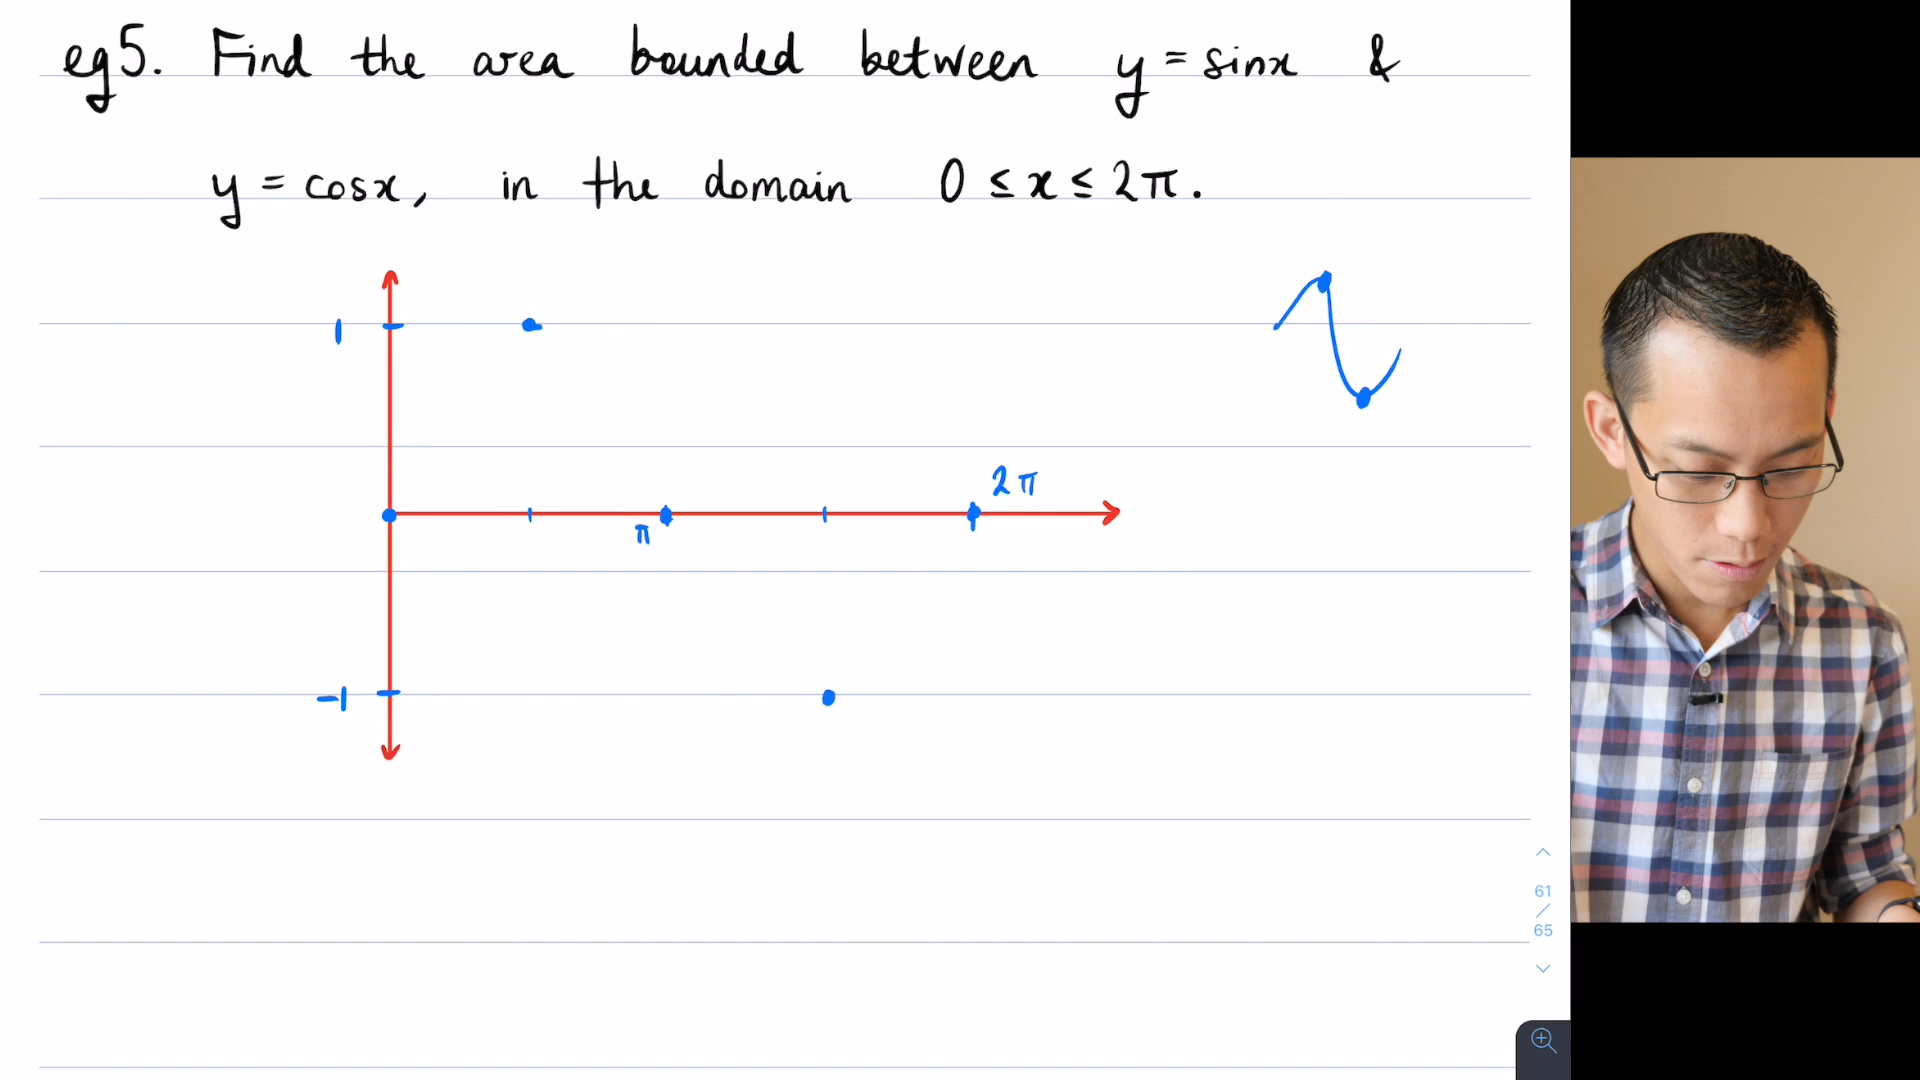 eg5. Find the area bounded between y = sinx &
y = cosx, in the domain 0 ≤ x ≤ 2π.
1
2π
π
-1
61
/
65